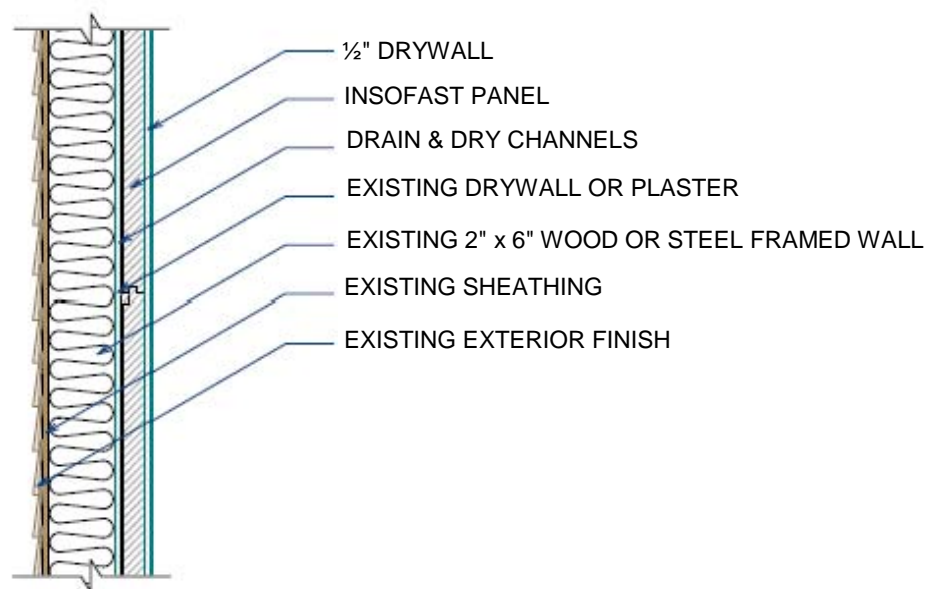 ½" DRYWALL
INSOFAST PANEL
DRAIN & DRY CHANNELS
EXISTING DRYWALL OR PLASTER
EXISTING 2" x 6" WOOD OR STEEL FRAMED WALL
EXISTING SHEATHING
EXISTING EXTERIOR FINISH